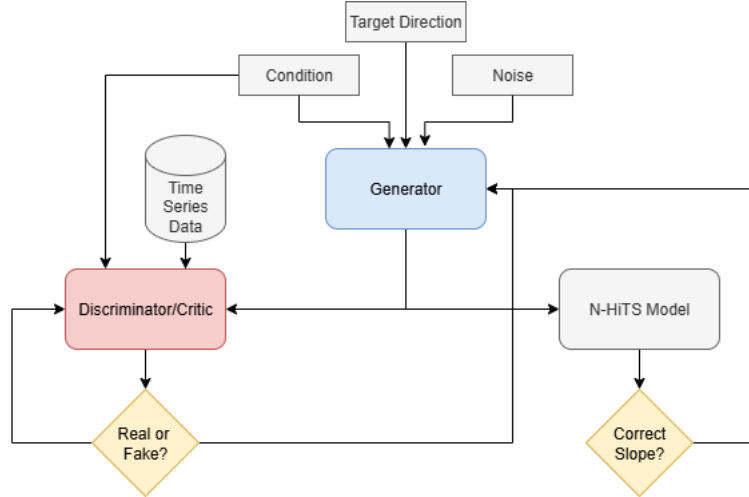 Target Direction
Condition
Noise
Time
Series
Data
Generator
Discriminator/Critic
N-HiTS Model
Real or
Fake?
Correct
Slope?